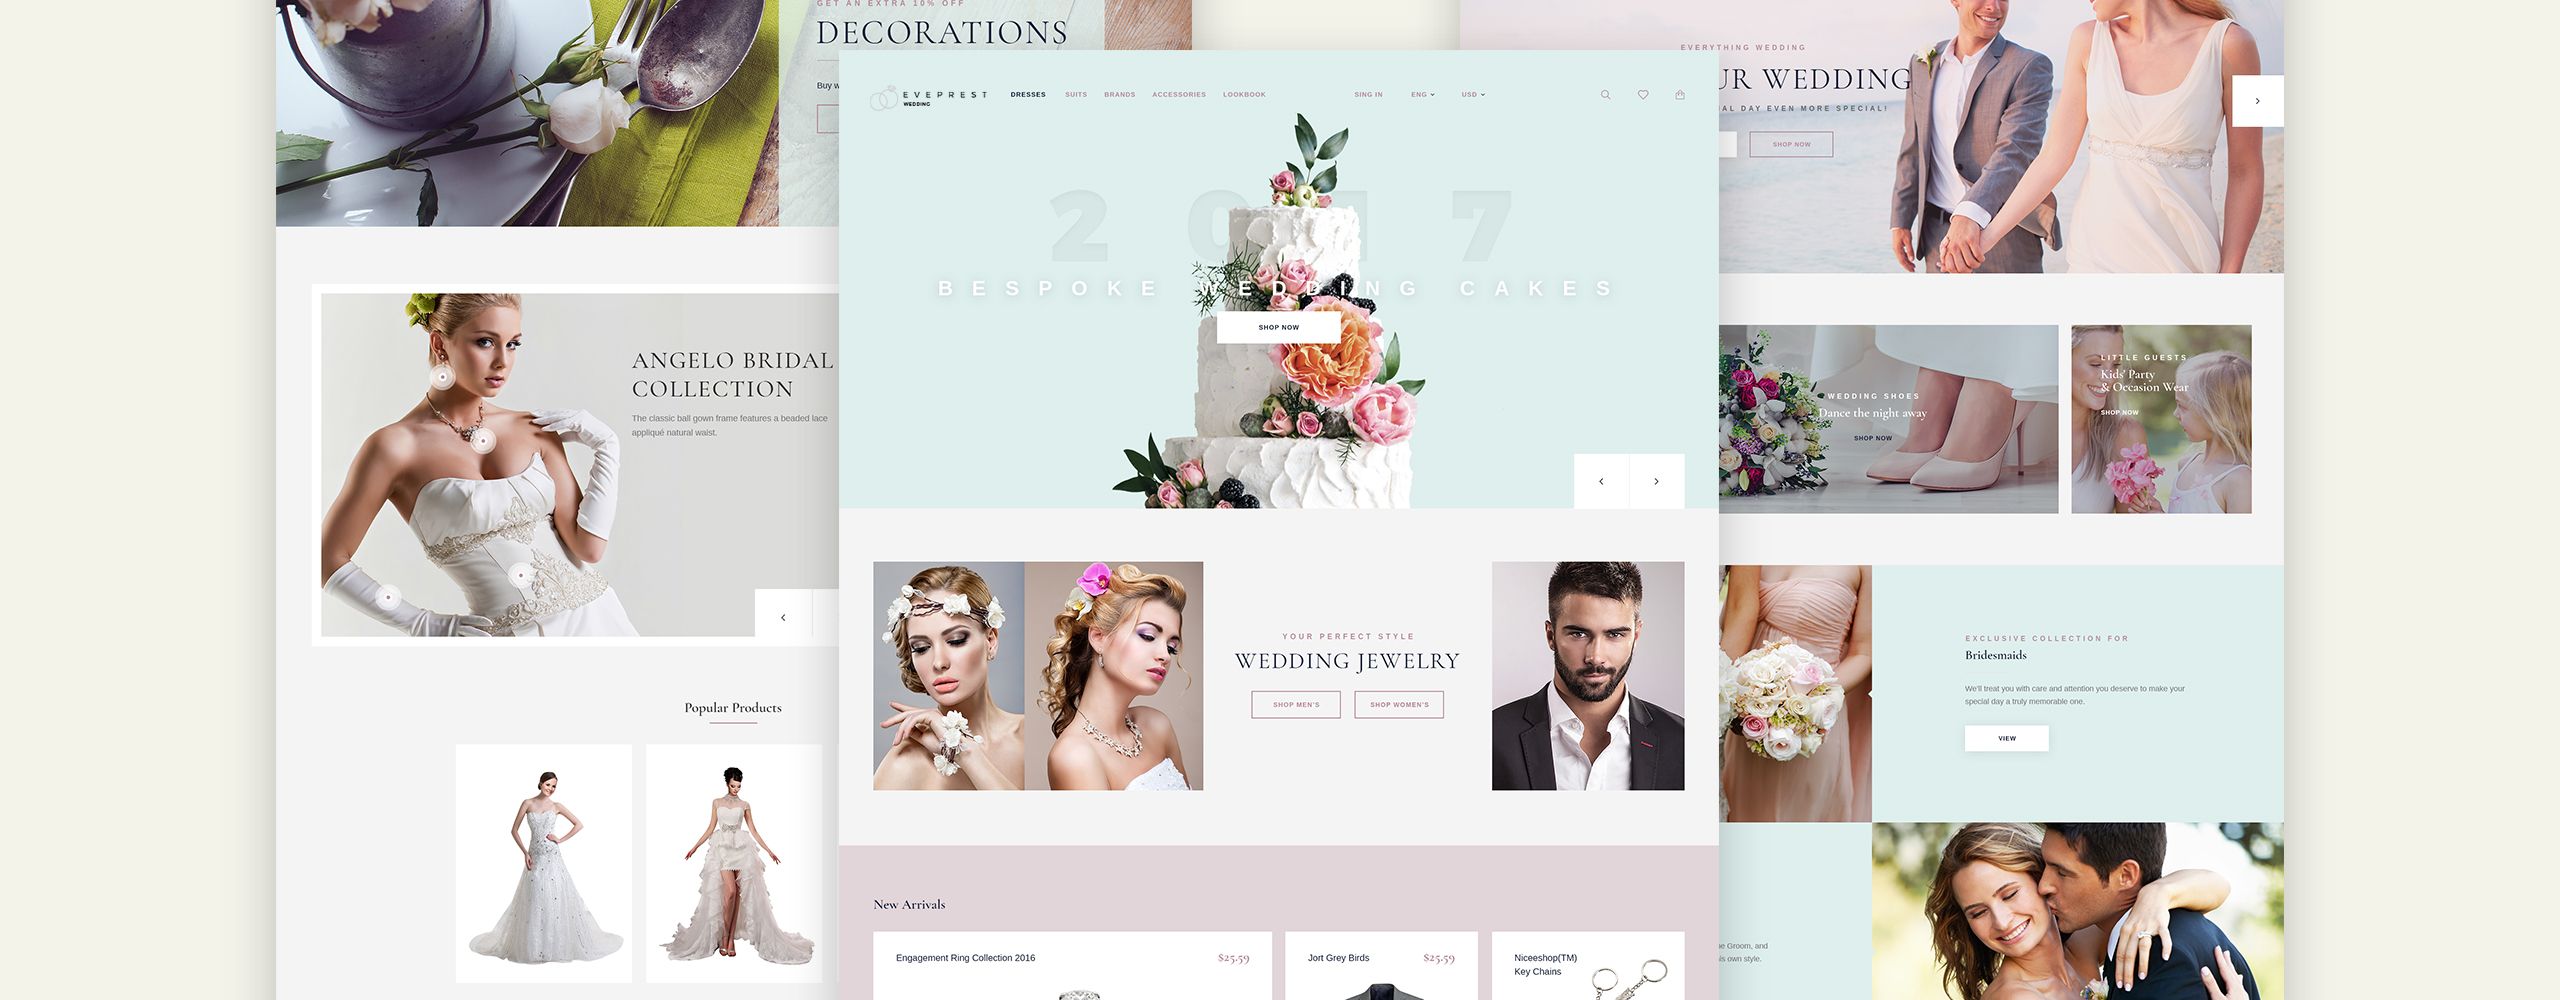 GET AN EXTRA 10% OFF
DECORATIONS
Buy
ANGELO BRIDAL
COLLECTION
The classic ball gown frame features a beaded lace
appliqué natural waist.
Popular Products
EVEPREST
WEDDING
DRESSES SUITS BRANDS ACCESSORIES LOOKBOOK SING IN ENG USD
2017
BESPOKE WEDDING CAKES
SHOP NOW
YOUR PERFECT STYLE
WEDDING JEWELRY
SHOP MEN'S SHOP WOMEN'S
New Arrivals
Engagement Ring Collection 2016 $25.59
Jort Grey Birds $25.59
Niceeshop(TM)
Key Chains
EVERYTHING WEDDING
UR WEDDING
IAL DAY EVEN MORE SPECIAL!
SHOP NOW
WEDDING SHOES
Dance the night away
SHOP NOW
LITTLE GUESTS
Kids' Party
& Occasion Wear
SHOP NOW
EXCLUSIVE COLLECTION FOR
Bridesmaids
We'll treat you with care and attention you deserve to make your
special day a truly memorable one.
VIEW
Groom, and
own style.